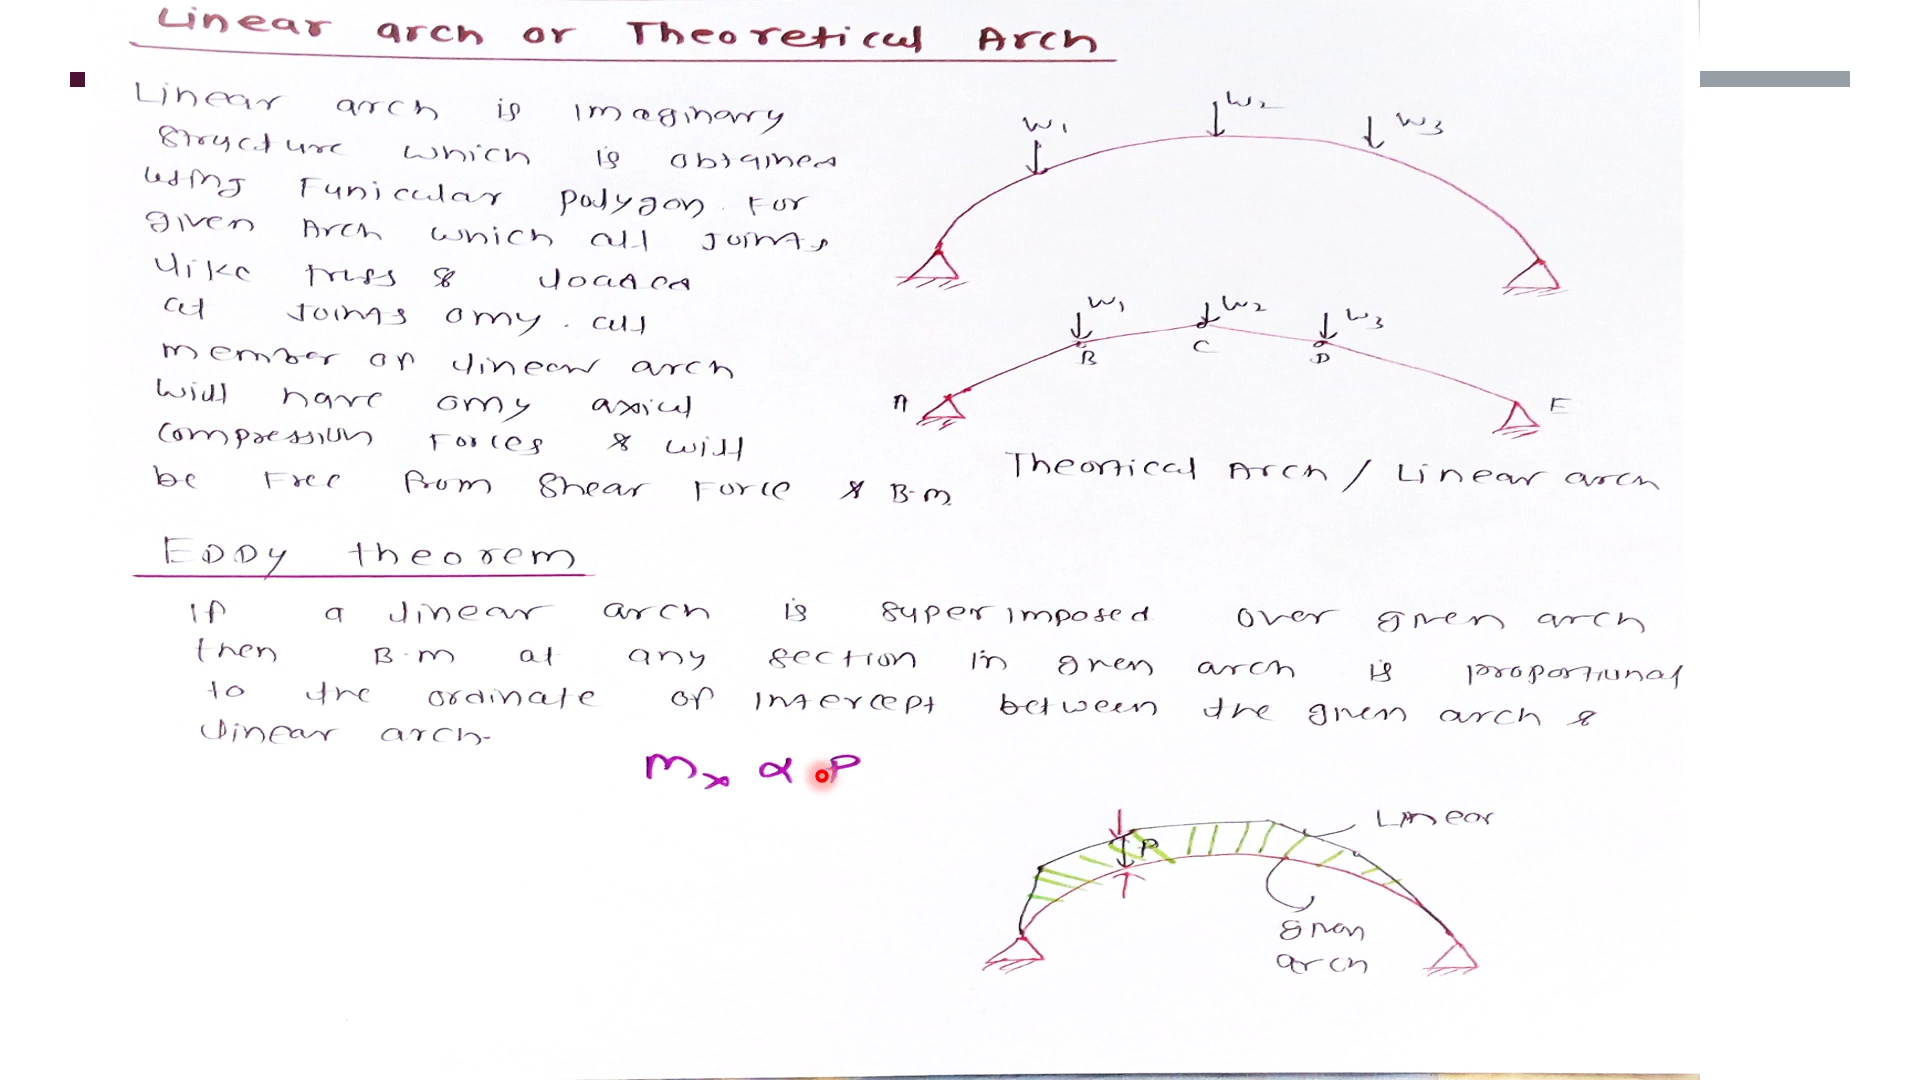 Linear arch or Theoretical Arch
Linear arch is Imaginary
Structure which is obtained
using Funicular polygon. For
given Arch which all Joints
like truss & loaded
at Joints only. all
member of linear arch
will have only axial
compression Forces & will
be Free from Shear Force & B.M
W1
W2
W3
W1
W2
W3
A
B
C
D
E
Theortical Arch / Linear arch
EDDY theorem
If a linear arch is superimposed over given arch
then B.M at any section in given arch is proportional
to the ordinate of Intercept between the given arch &
linear arch.
Mx ∝ P
P
Linear
given
arch